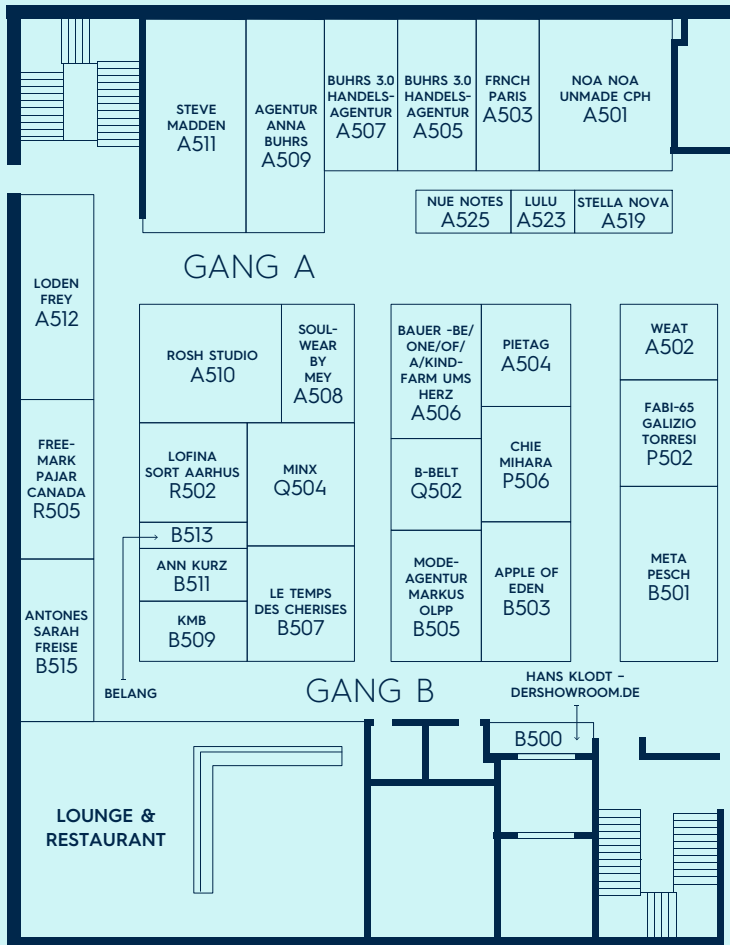 STEVE
MADDEN
A511
AGENTUR
ANNA
BUHRS
A509
BUHRS 3.0
HANDELS-
AGENTUR
A507
BUHRS 3.0
HANDELS-
AGENTUR
A505
FRNCH
PARIS
A503
NOA NOA
UNMADE CPH
A501
NUE NOTES
A525
LULU
A523
STELLA NOVA
A519
GANG A
LODEN
FREY
A512
ROSH STUDIO
A510
SOUL-
WEAR
BY
MEY
A508
BAUER -BE/
ONE/OF/
A/KIND-
FARM UMS
HERZ
A506
PIETAG
A504
WEAT
A502
FREE-
MARK
PAJAR
CANADA
R505
LOFINA
SORT AARHUS
R502
MINX
Q504
B-BELT
Q502
CHIE
MIHARA
P506
FABI-65
GALIZIO
TORRESI
P502
B513
ANN KURZ
B511
KMB
B509
LE TEMPS
DES CHERISES
B507
MODE-
AGENTUR
MARKUS
OLPP
B505
APPLE OF
EDEN
B503
META
PESCH
B501
ANTONES
SARAH
FREISE
B515
BELANG
GANG B
HANS KLODT –
DERSHOWROOM.DE
B500
LOUNGE &
RESTAURANT